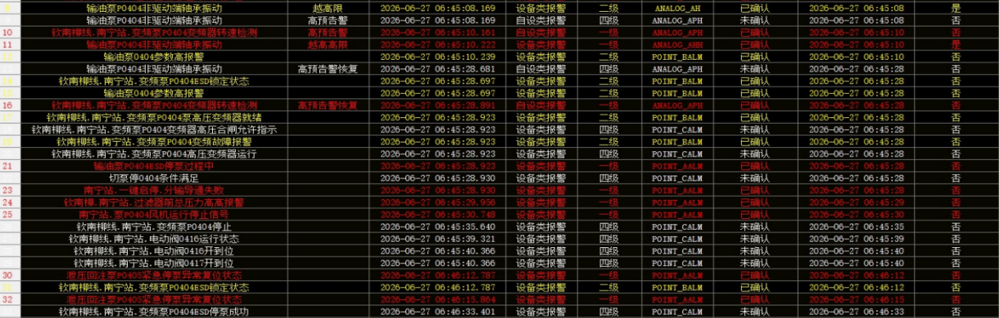 9 输油泵P0404非驱动端轴承振动 越高限 2026-06-27 06:45:08.169 设备类报警 二级 ANALOG_AH 已确认 2026-06-27 06:45:08 是
输油泵P0404非驱动端轴承振动 高预告警 2026-06-27 06:45:08.169 自设类报警 四级 ANALOG_APH 未确认 2026-06-27 06:45:08 否
10 钦南柳线.南宁站.变频泵P0404变频器转速检测 高预告警 2026-06-27 06:45:10.161 自设类报警 一级 ANALOG_APH 已确认 2026-06-27 06:45:10 否
11 输油泵P0404非驱动端轴承振动 越高高限 2026-06-27 06:45:10.222 设备类报警 一级 ANALOG_AHH 已确认 2026-06-27 06:45:10 是
输油泵0404参数高报警 2026-06-27 06:45:10.239 设备类报警 二级 POINT_BALM 已确认 2026-06-27 06:45:10 否
输油泵P0404非驱动端轴承振动 高预告警恢复 2026-06-27 06:45:28.681 自设类报警 四级 ANALOG_APH 未确认 2026-06-27 06:45:28 否
14 钦南柳线.南宁站.变频泵P0404ESD锁定状态 2026-06-27 06:45:28.697 设备类报警 二级 POINT_BALM 已确认 2026-06-27 06:45:28 否
输油泵0404参数高报警 2026-06-27 06:45:28.697 设备类报警 二级 POINT_BALM 已确认 2026-06-27 06:45:28 否
16 钦南柳线.南宁站.变频泵P0404变频器转速检测 高预告警恢复 2026-06-27 06:45:28.891 自设类报警 一级 ANALOG_APH 已确认 2026-06-27 06:45:28 否
17 钦南柳线.南宁站.变频泵P0404泵高压变频器就绪 2026-06-27 06:45:28.923 设备类报警 二级 POINT_BALM 已确认 2026-06-27 06:45:28 否
钦南柳线.南宁站.变频泵P0404变频器高压合闸允许指示 2026-06-27 06:45:28.923 设备类报警 四级 POINT_CALM 未确认 2026-06-27 06:45:28 否
钦南柳线.南宁站.变频泵P0404变频故障报警 2026-06-27 06:45:28.923 设备类报警 二级 POINT_BALM 已确认 2026-06-27 06:45:28 否
钦南柳线.南宁站.变频泵P0404高压变频器运行 2026-06-27 06:45:28.923 设备类报警 四级 POINT_CALM 未确认 2026-06-27 06:45:28 否
21 输油泵P0404ESD停泵过程中 2026-06-27 06:45:28.923 设备类报警 一级 POINT_AALM 已确认 2026-06-27 06:45:28 否
切泵停0404条件满足 2026-06-27 06:45:28.930 设备类报警 四级 POINT_CALM 未确认 2026-06-27 06:45:28 否
23 南宁站.一键启停.分输导通失败 2026-06-27 06:45:28.930 设备类报警 一级 POINT_AALM 已确认 2026-06-27 06:45:28 否
24 钦南柳.南宁站.过滤器前总压力高高报警 2026-06-27 06:45:29.956 设备类报警 一级 POINT_AALM 已确认 2026-06-27 06:45:29 否
25 南宁站.泵P0404风机运行停止信号 2026-06-27 06:45:30.748 设备类报警 一级 POINT_AALM 已确认 2026-06-27 06:45:30 否
钦南柳线.南宁站.变频泵P0404停止 2026-06-27 06:45:35.640 设备类报警 四级 POINT_CALM 未确认 2026-06-27 06:45:35 否
钦南柳线.南宁站.电动阀0416运行状态 2026-06-27 06:45:39.321 设备类报警 四级 POINT_CALM 未确认 2026-06-27 06:45:39 否
钦南柳线.南宁站.电动阀0416开到位 2026-06-27 06:45:40.366 设备类报警 四级 POINT_CALM 未确认 2026-06-27 06:45:40 否
钦南柳线.南宁站.电动阀0417开到位 2026-06-27 06:45:40.366 设备类报警 四级 POINT_CALM 未确认 2026-06-27 06:45:40 否
30 泄压回注泵P0405紧急停泵异常复位状态 2026-06-27 06:46:12.787 设备类报警 一级 POINT_AALM 已确认 2026-06-27 06:46:12 否
钦南柳线.南宁站.变频泵P0404ESD锁定状态 2026-06-27 06:46:12.787 设备类报警 二级 POINT_BALM 已确认 2026-06-27 06:46:12 否
32 泄压回注泵P0405紧急停泵异常复位状态 2026-06-27 06:46:15.864 设备类报警 一级 POINT_AALM 已确认 2026-06-27 06:46:15 否
钦南柳线.南宁站.变频泵P0404ESD停泵成功 2026-06-27 06:46:33.401 设备类报警 四级 POINT_CALM 未确认 2026-06-27 06:46:33 否